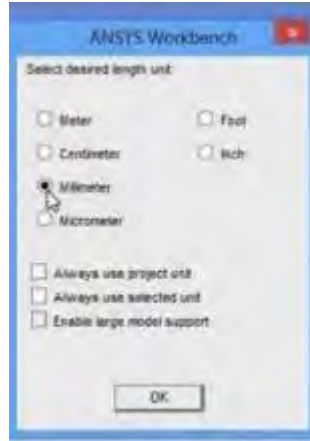 ANSYS Workbench
Select desired length unit:
Meter
Foot
Centimeter
Inch
Millimeter
Micrometer
Always use project unit
Always use selected unit
Enable large model support
OK